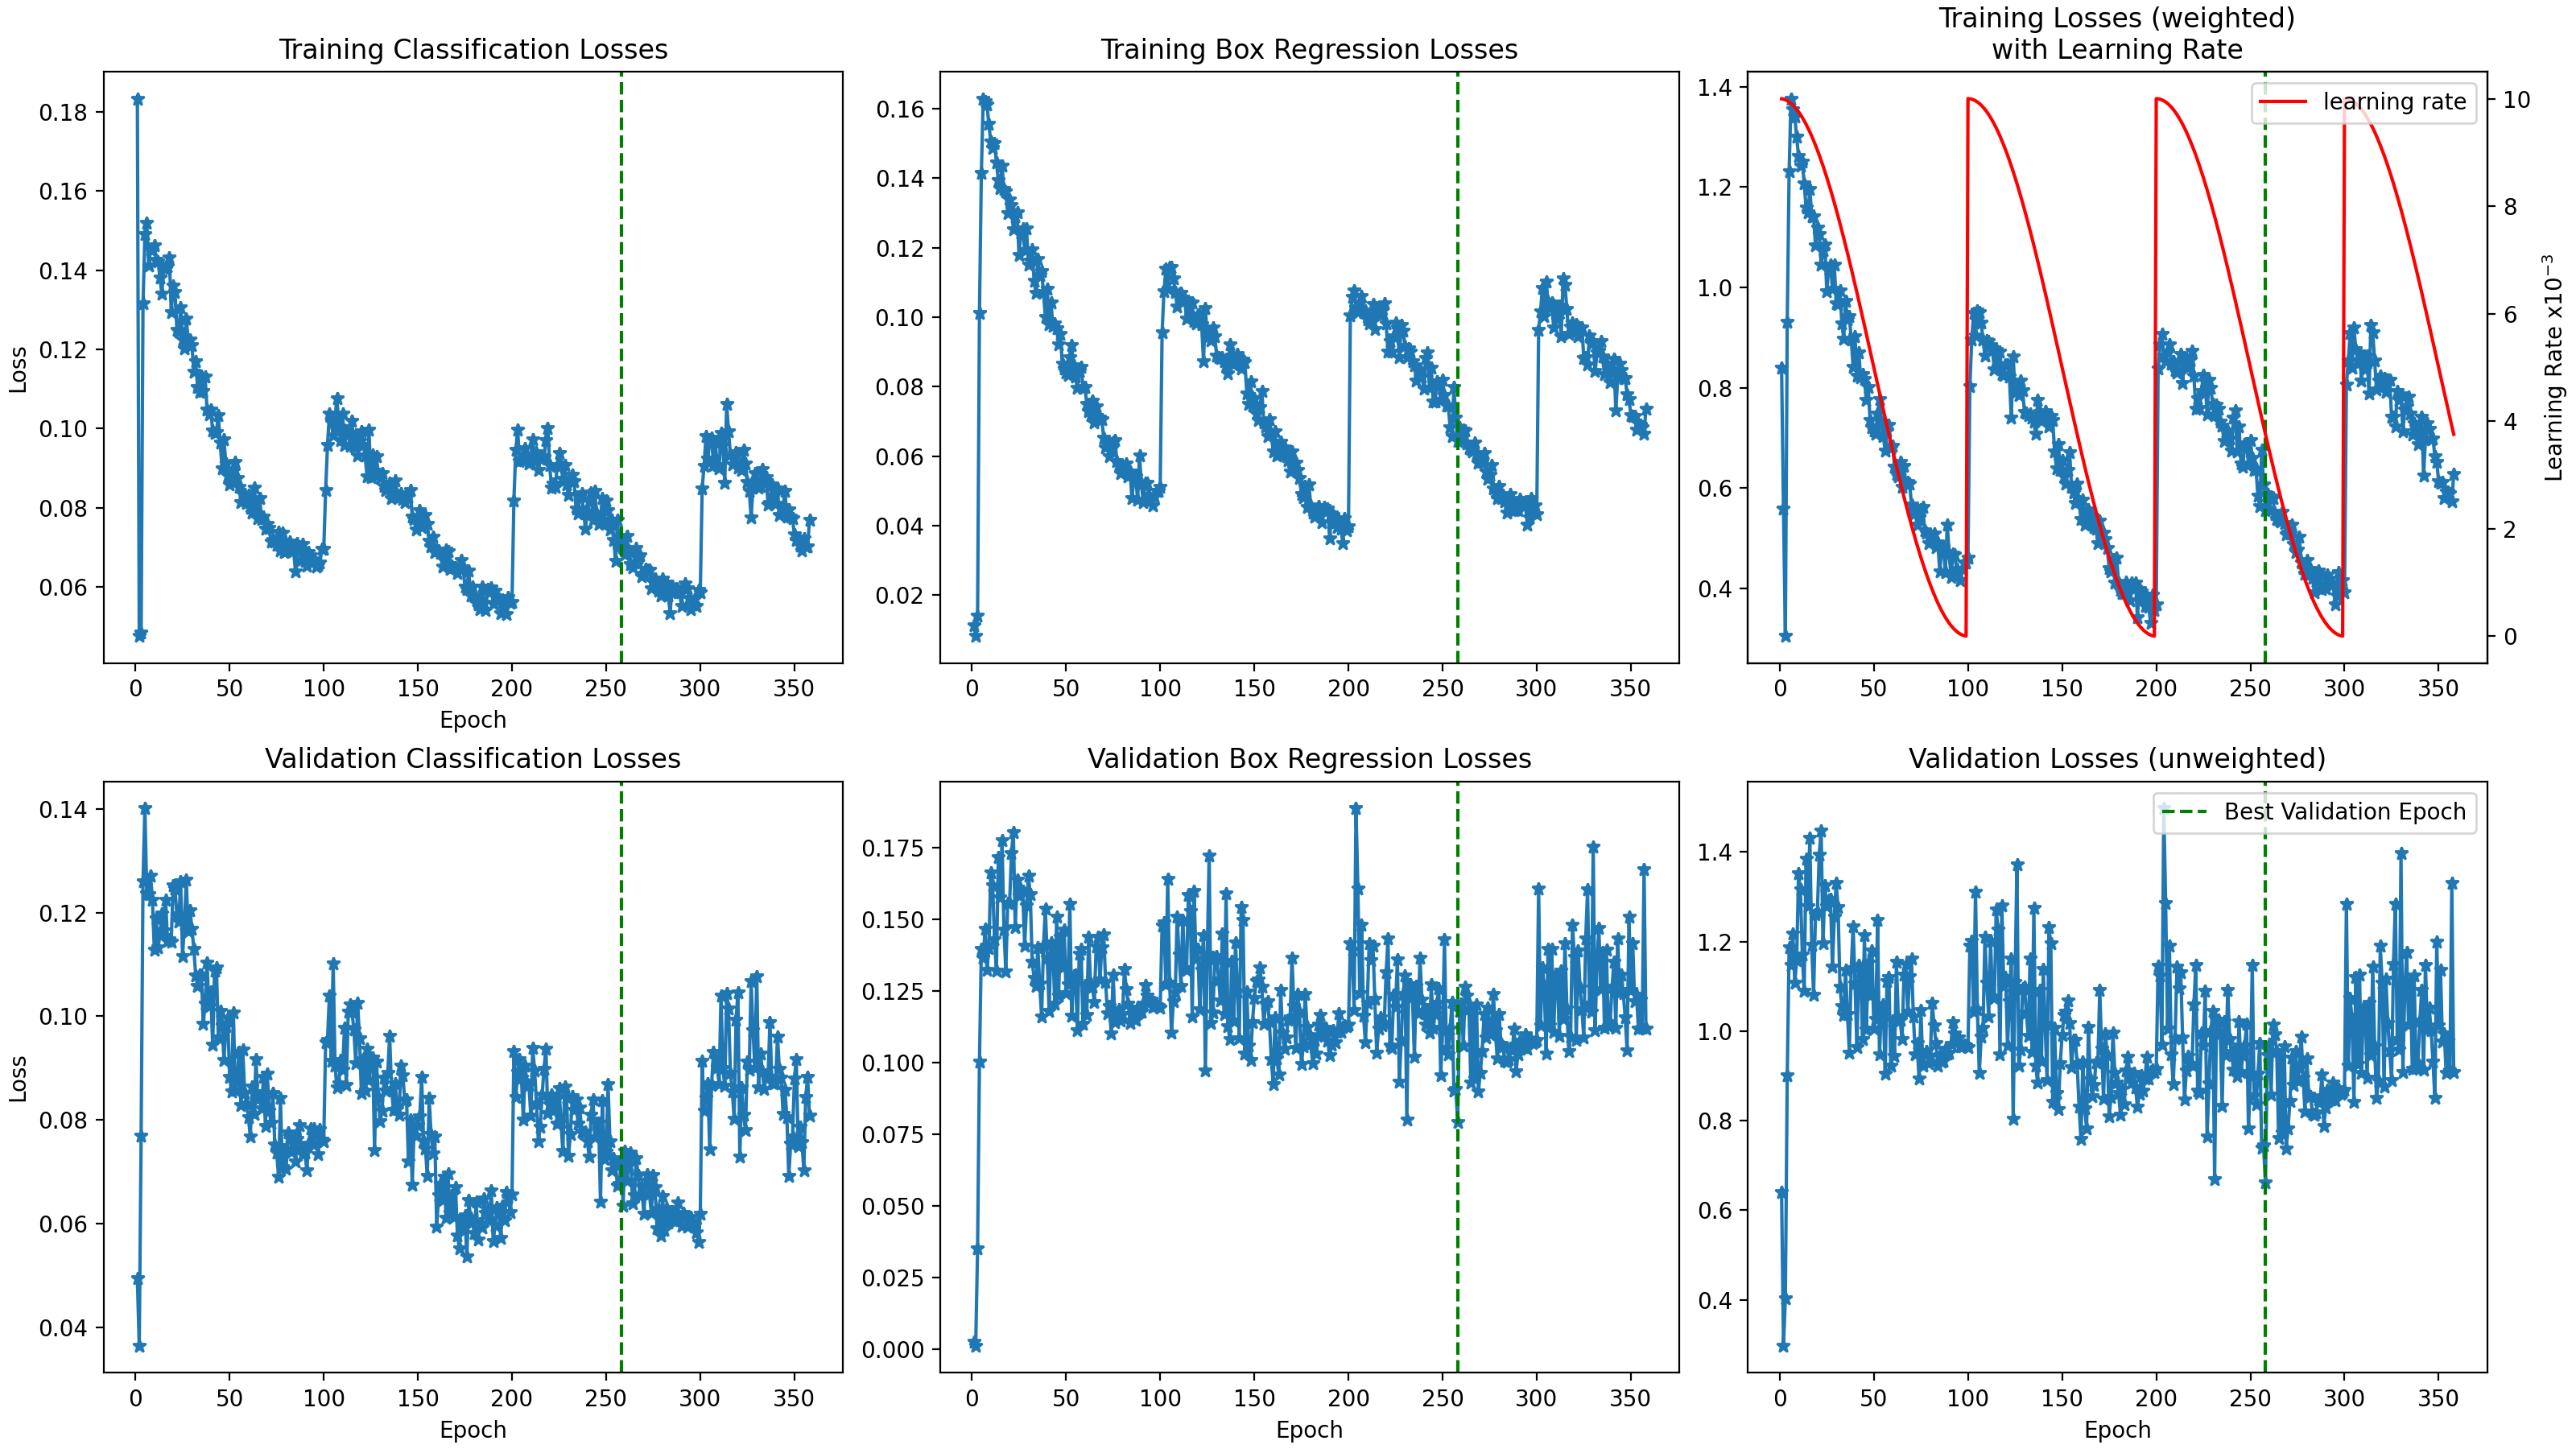 Training Classification Losses
Loss
0.18
0.16
0.14
0.12
0.10
0.08
0.06
0 50 100 150 200 250 300 350
Epoch
Training Box Regression Losses
0.16
0.14
0.12
0.10
0.08
0.06
0.04
0.02
0 50 100 150 200 250 300 350
Training Losses (weighted)
with Learning Rate
1.4
1.2
1.0
0.8
0.6
0.4
0 50 100 150 200 250 300 350
learning rate
10
8
6
4
2
0
Learning Rate x10⁻³
Validation Classification Losses
Loss
0.14
0.12
0.10
0.08
0.06
0.04
0 50 100 150 200 250 300 350
Epoch
Validation Box Regression Losses
0.175
0.150
0.125
0.100
0.075
0.050
0.025
0.000
0 50 100 150 200 250 300 350
Epoch
Validation Losses (unweighted)
Best Validation Epoch
1.4
1.2
1.0
0.8
0.6
0.4
0 50 100 150 200 250 300 350
Epoch